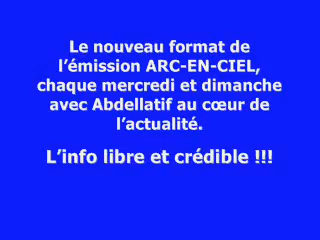 Le nouveau format de
l’émission ARC-EN-CIEL,
chaque mercredi et dimanche
avec Abdellatif au cœur de
l’actualité.
L’info libre et crédible !!!